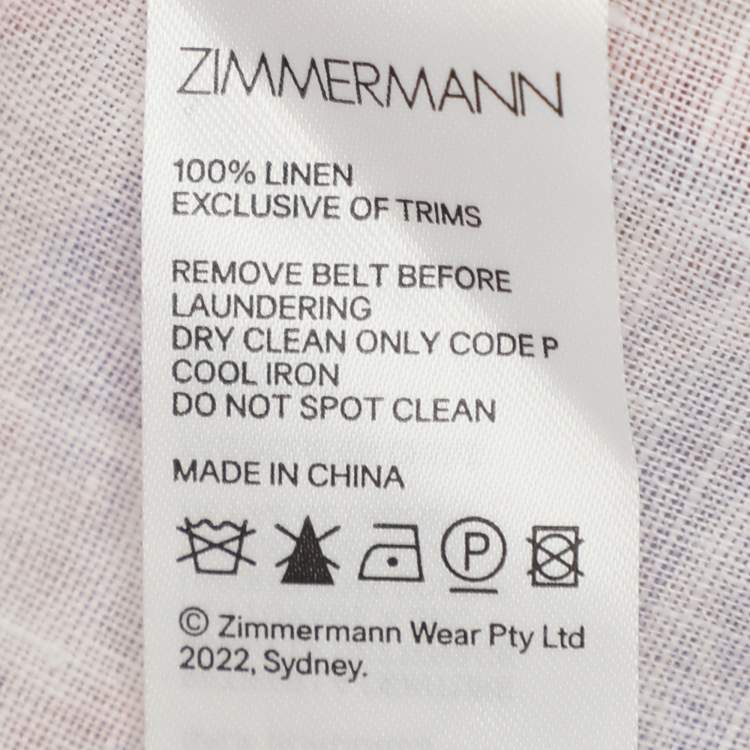 ZIMMERMANN
100% LINEN
EXCLUSIVE OF TRIMS
REMOVE BELT BEFORE
LAUNDERING
DRY CLEAN ONLY CODE P
COOL IRON
DO NOT SPOT CLEAN
MADE IN CHINA
P
© Zimmermann Wear Pty Ltd
2022, Sydney.